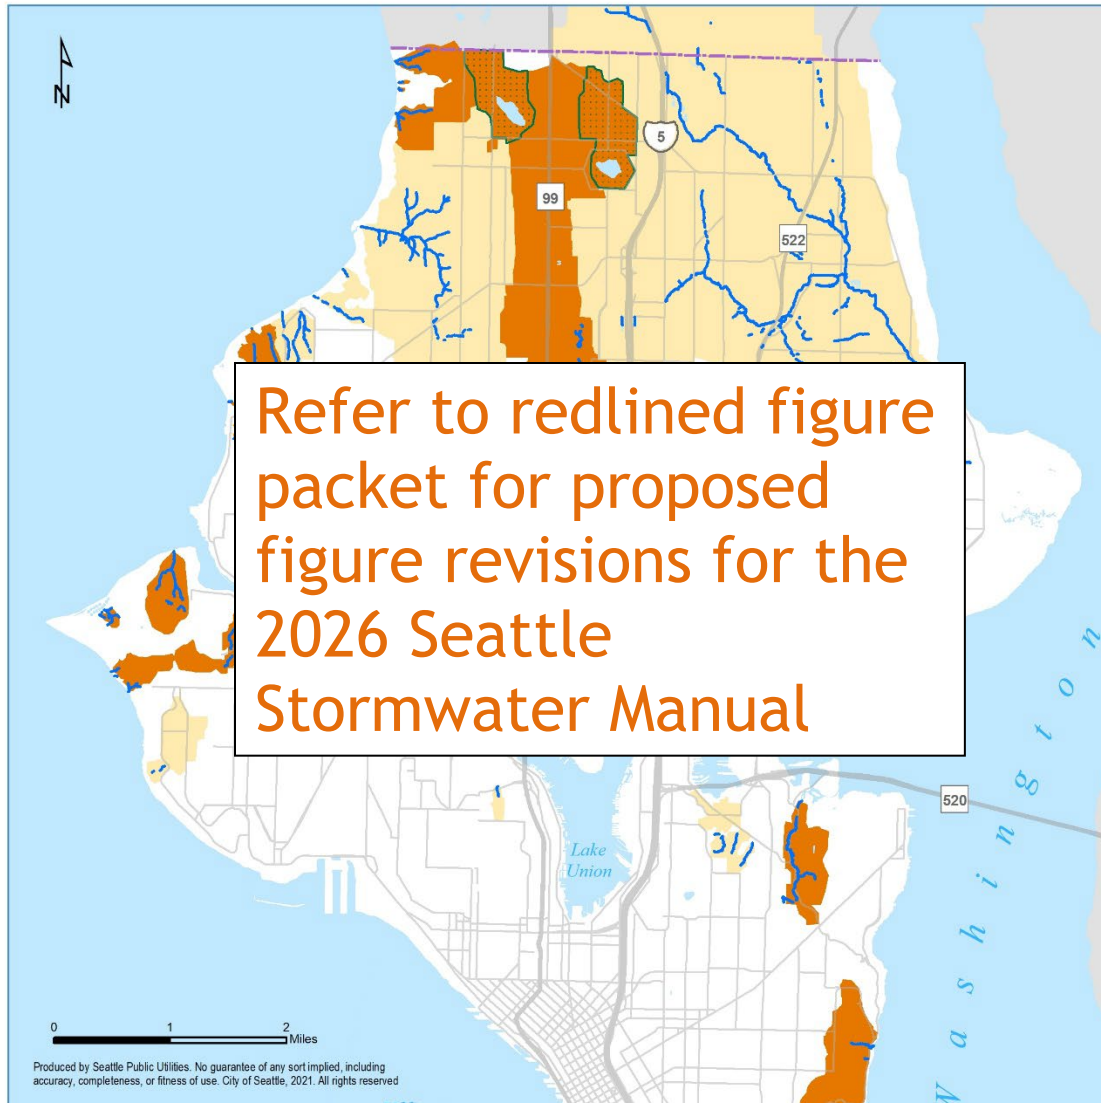 N
5
99
522
Refer to redlined figure
packet for proposed
figure revisions for the
2026 Seattle
Stormwater Manual
520
Lake
Union
Washington
0 1 2
Miles
Produced by Seattle Public Utilities. No guarantee of any sort implied, including
accuracy, completeness, or fitness of use. City of Seattle, 2021. All rights reserved